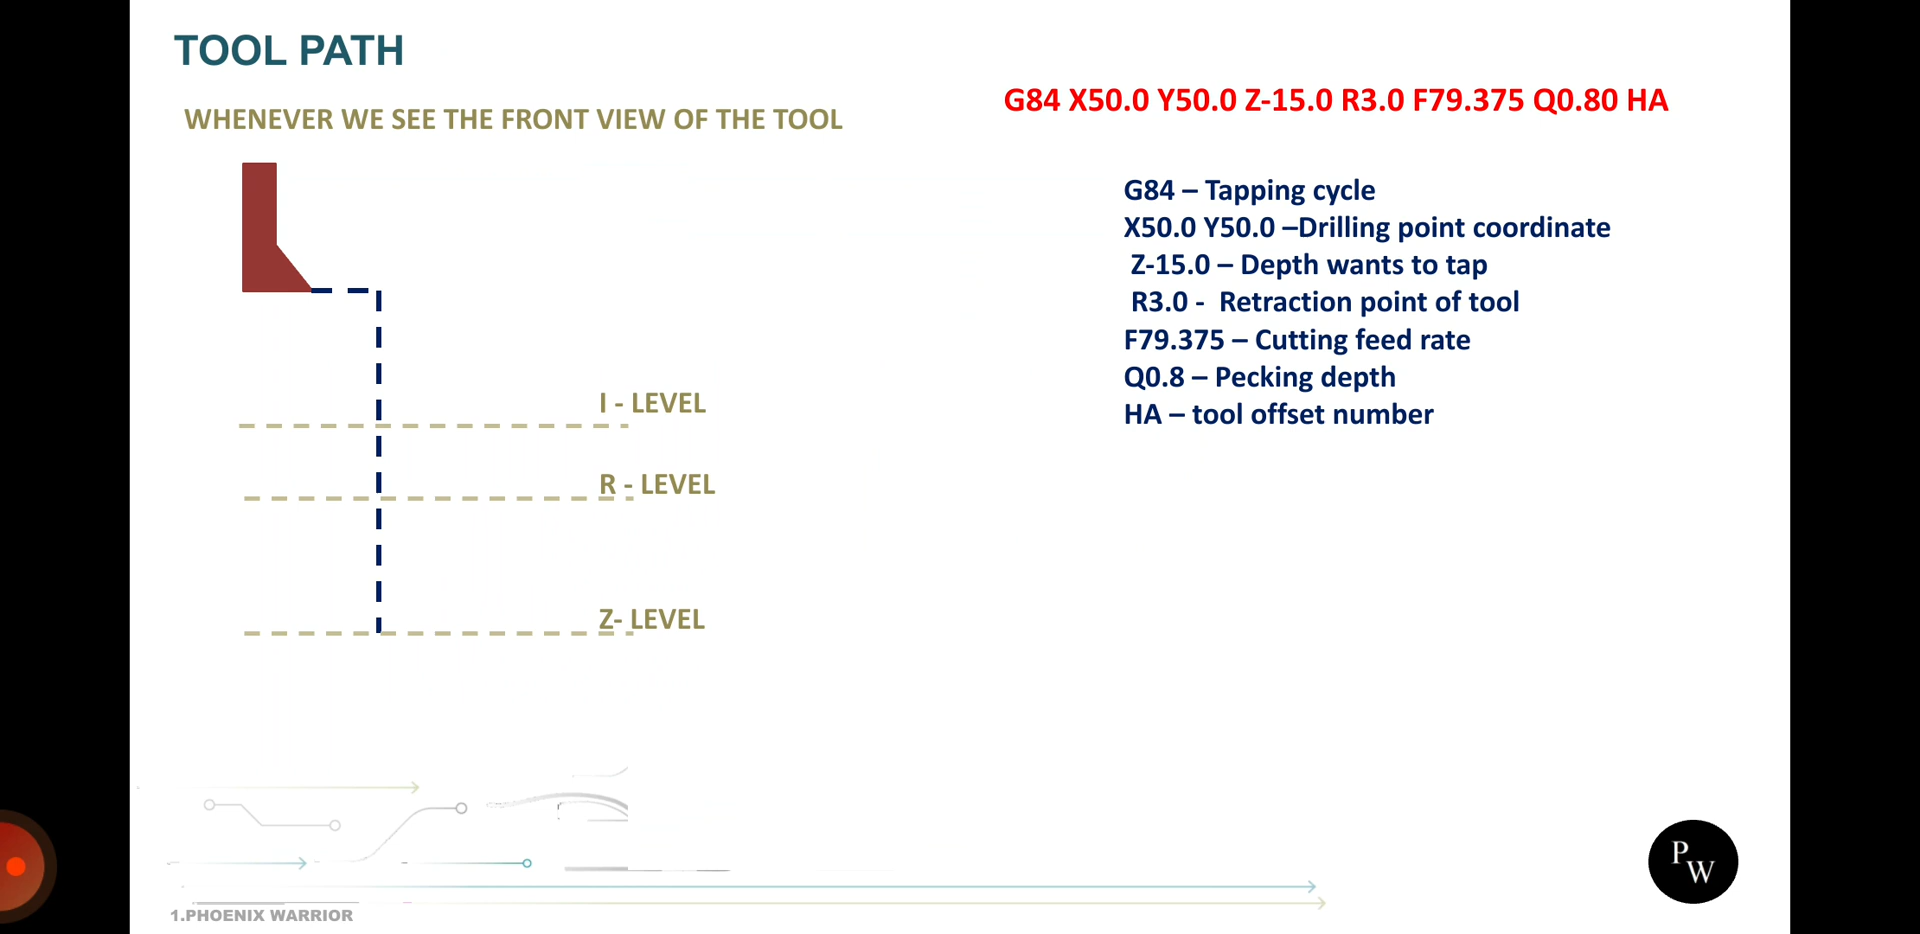 TOOL PATH
WHENEVER WE SEE THE FRONT VIEW OF THE TOOL
I - LEVEL
R - LEVEL
Z- LEVEL
G84 X50.0 Y50.0 Z-15.0 R3.0 F79.375 Q0.80 HA
G84 – Tapping cycle
X50.0 Y50.0 –Drilling point coordinate
Z-15.0 – Depth wants to tap
R3.0 - Retraction point of tool
F79.375 – Cutting feed rate
Q0.8 – Pecking depth
HA – tool offset number
1.PHOENIX WARRIOR
P
W